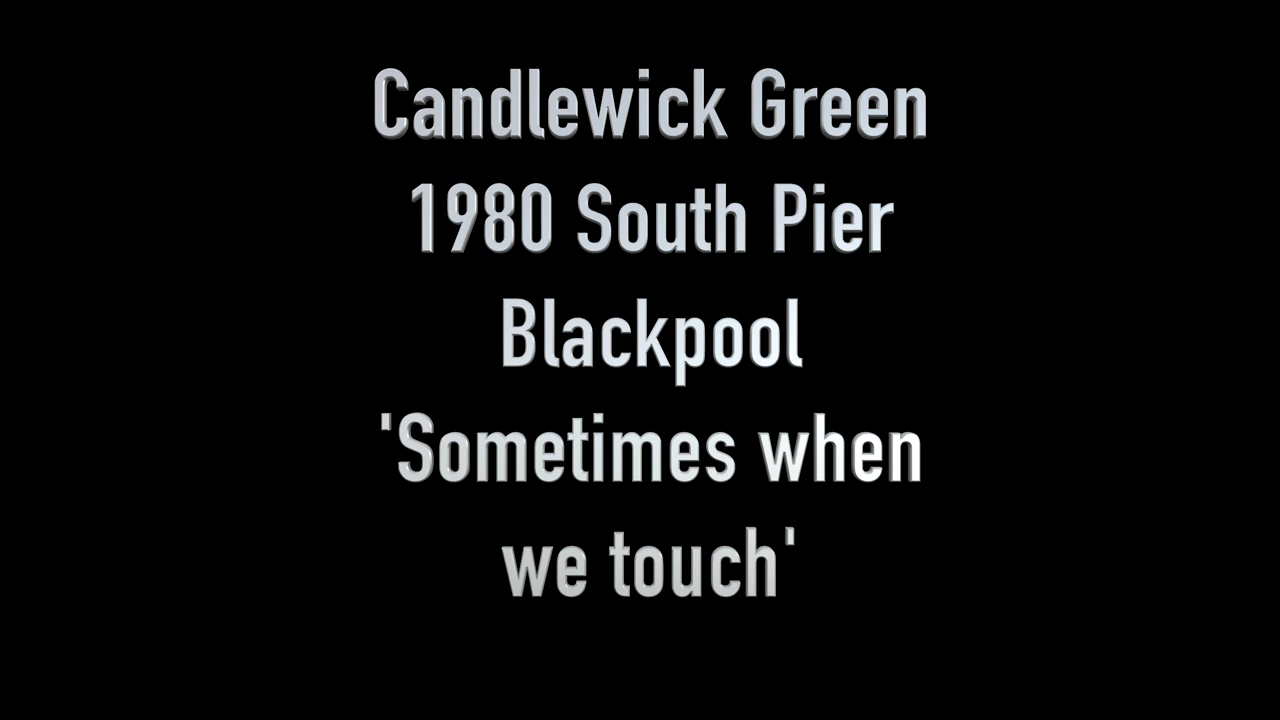 Candlewick Green
1980 South Pier
Blackpool
'Sometimes when
we touch'